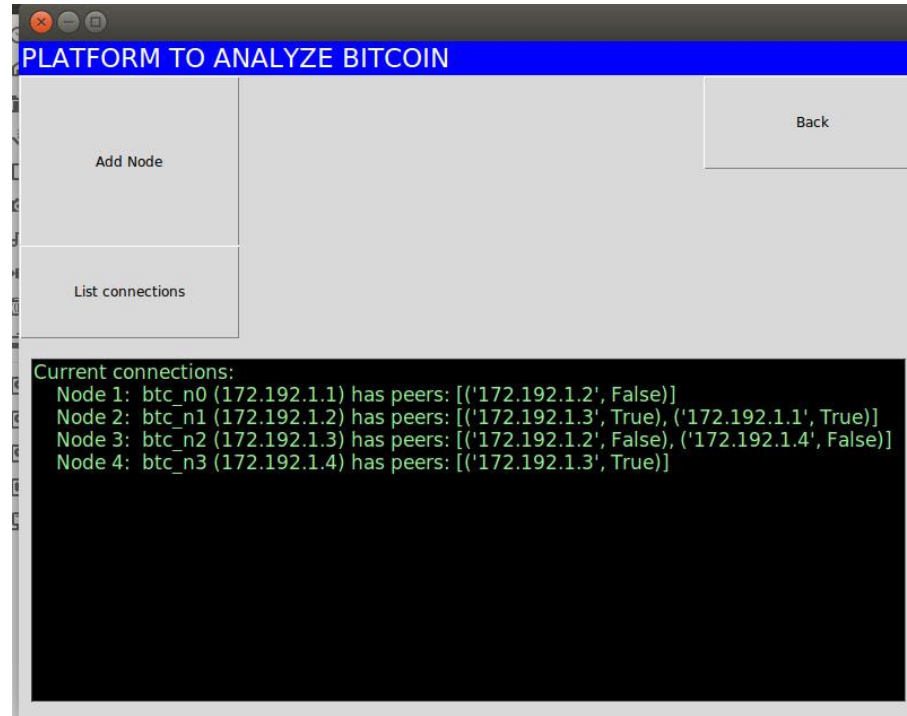 PLATFORM TO ANALYZE BITCOIN
Add Node
Back
List connections
Current connections:
Node 1: btc_n0 (172.192.1.1) has peers: [('172.192.1.2', False)]
Node 2: btc_n1 (172.192.1.2) has peers: [('172.192.1.3', True), ('172.192.1.1', True)]
Node 3: btc_n2 (172.192.1.3) has peers: [('172.192.1.2', False), ('172.192.1.4', False)]
Node 4: btc_n3 (172.192.1.4) has peers: [('172.192.1.3', True)]